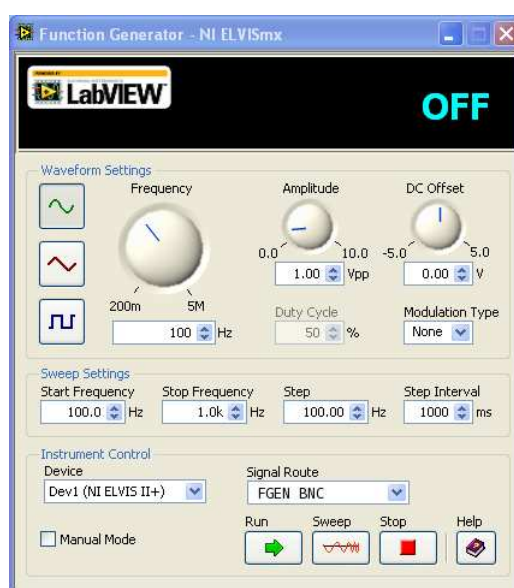 Function Generator - NI ELVISmx
LabVIEW
OFF
Waveform Settings
Frequency
Amplitude
DC Offset
0.0
10.0
-5.0
5.0
1.00 Vpp
0.00 V
200m
5M
100 Hz
Duty Cycle
50 %
Modulation Type
None
Sweep Settings
Start Frequency
Stop Frequency
Step
Step Interval
100.0 Hz
1.0k Hz
100.00 Hz
1000 ms
Instrument Control
Device
Signal Route
Dev1 (NI ELVIS II+)
FGEN BNC
Run
Sweep
Stop
Help
Manual Mode